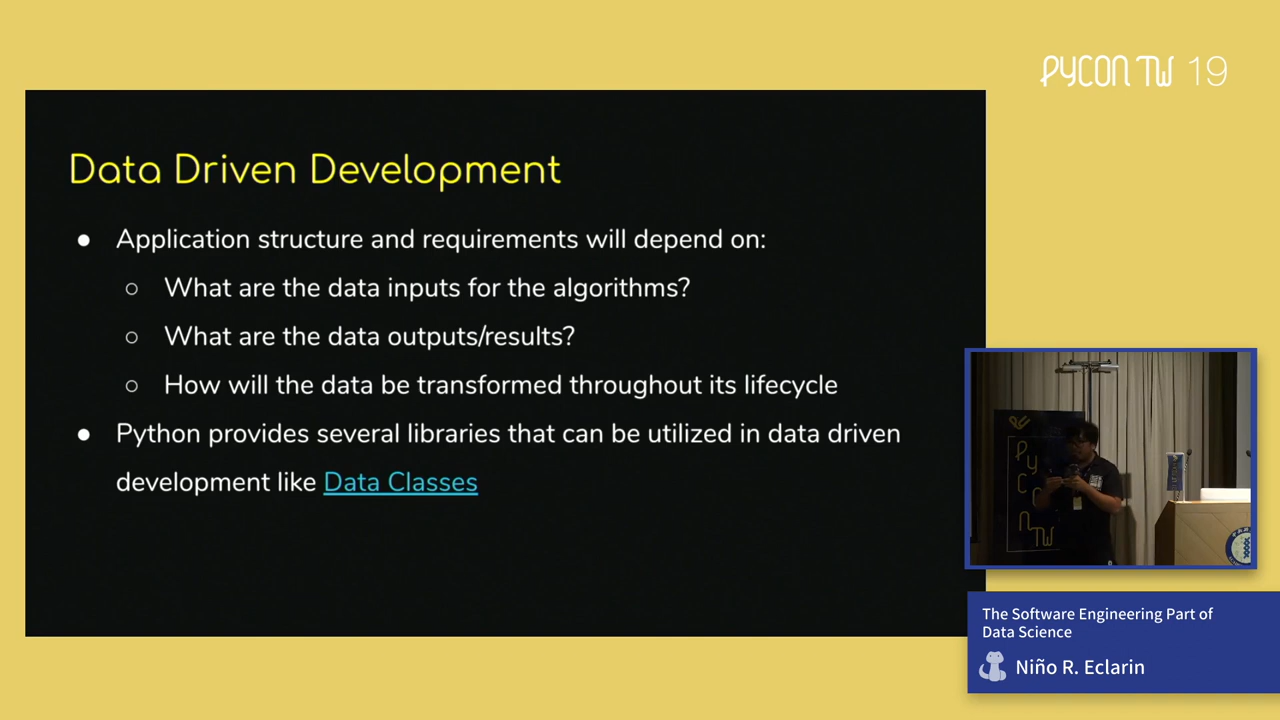 PYCON TW 19
Data Driven Development
● Application structure and requirements will depend on:
○ What are the data inputs for the algorithms?
○ What are the data outputs/results?
○ How will the data be transformed throughout its lifecycle
● Python provides several libraries that can be utilized in data driven
development like Data Classes
PyCon TW
The Software Engineering Part of
Data Science
Niño R. Eclarin